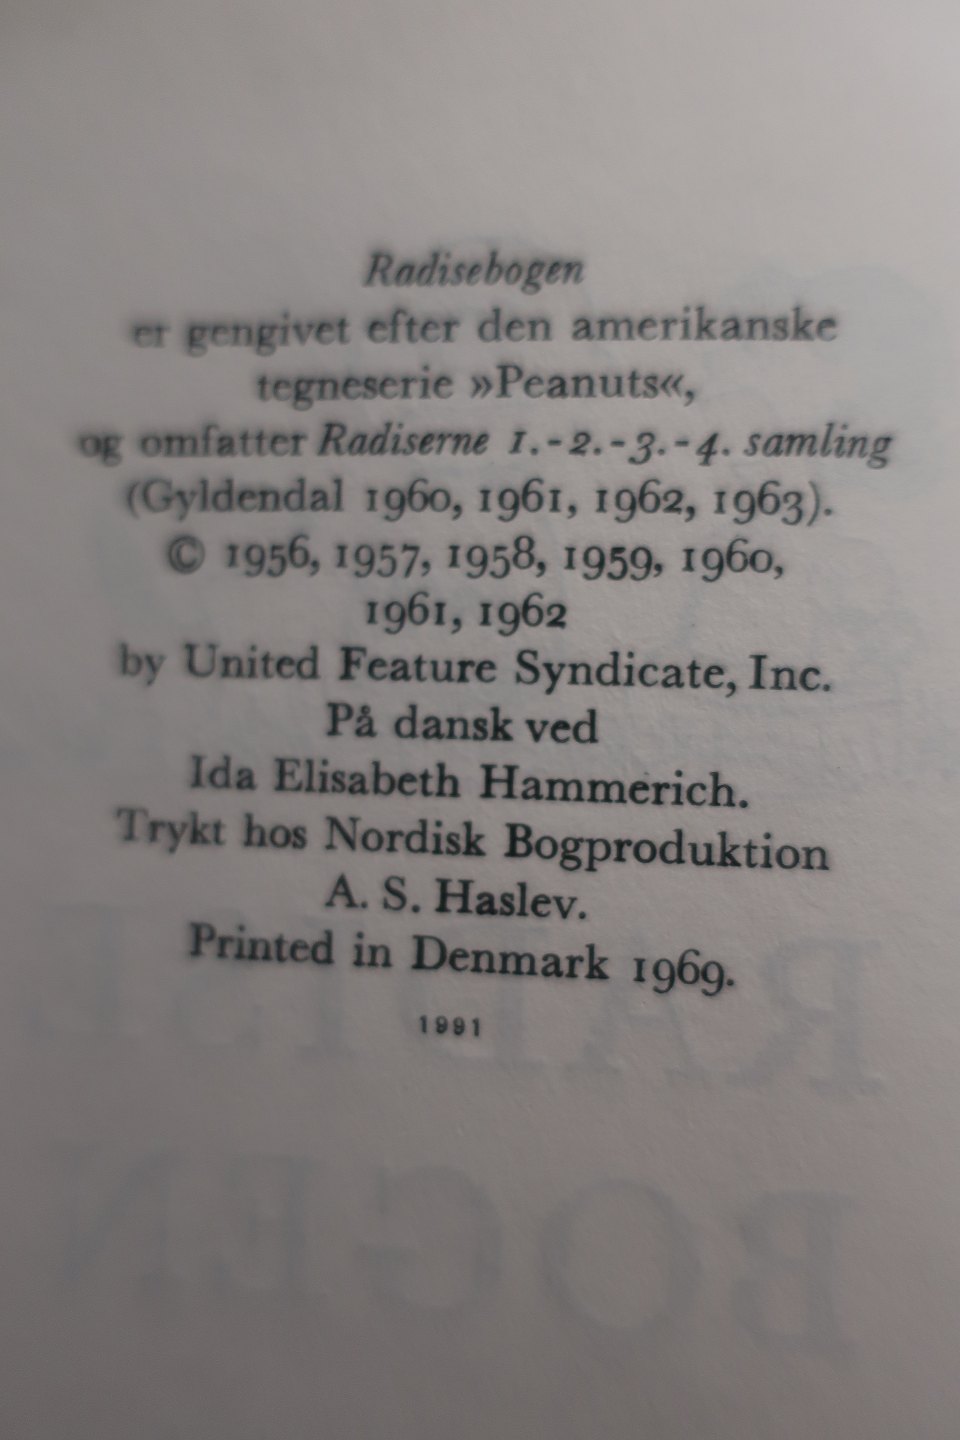 Radisebogen
er gengivet efter den amerikanske
tegneserie »Peanuts«,
og omfatter Radiserne 1.-2.-3.-4. samling
(Gyldendal 1960, 1961, 1962, 1963).
© 1956, 1957, 1958, 1959, 1960,
1961, 1962
by United Feature Syndicate, Inc.
På dansk ved
Ida Elisabeth Hammerich.
Trykt hos Nordisk Bogproduktion
A. S. Haslev.
Printed in Denmark 1969.
1991